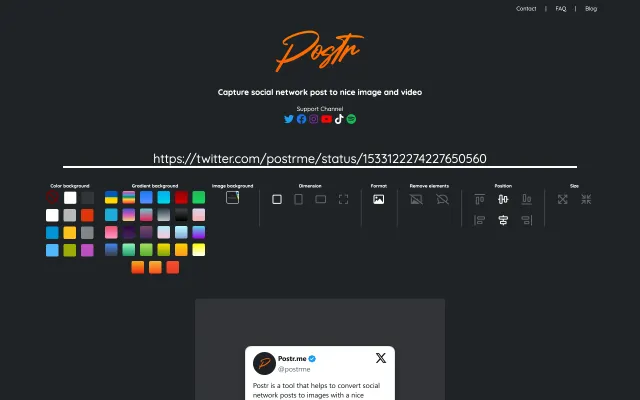 Contact | FAQ | Blog
Postr
Capture social network post to nice image and video
Support Channel
https://twitter.com/postrme/status/1533122274227650560
Color background Gradient background Image background Dimension Format Remove elements Position Size
Postr.me
@postrme
Postr is a tool that helps to convert social
network posts to images with a nice